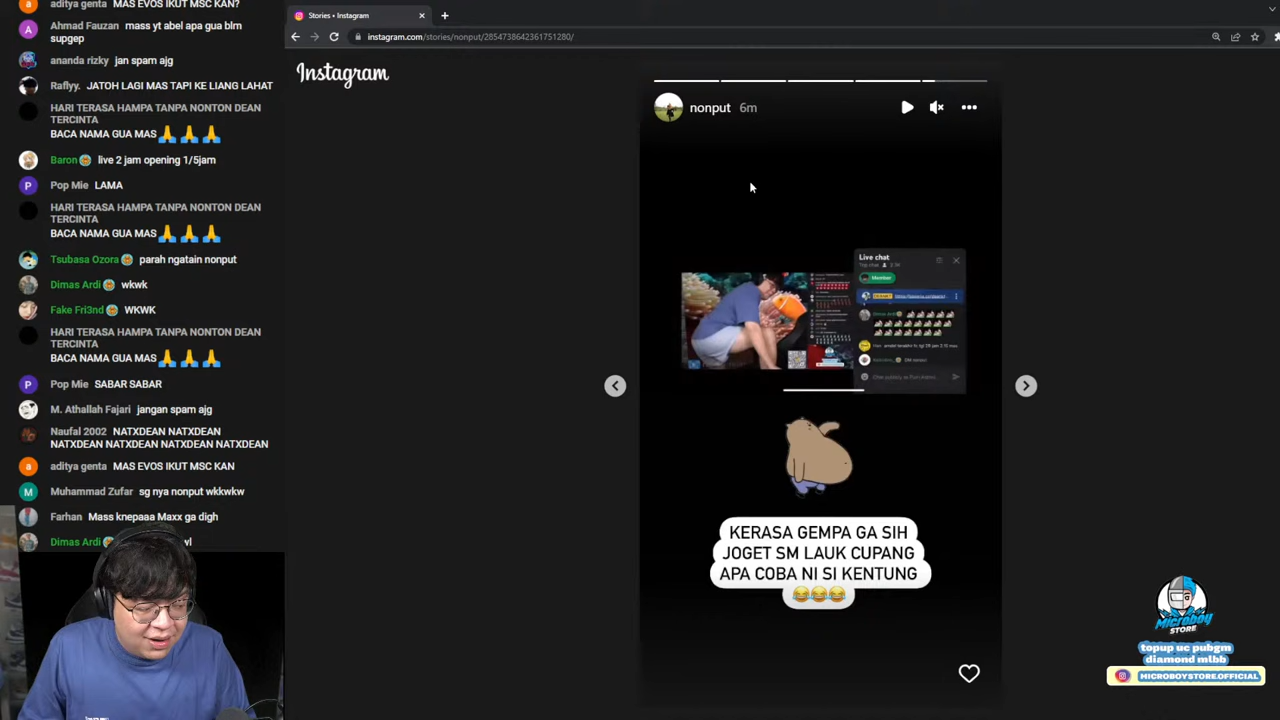 aditya genta MAS EVOS IKUT MSC KAN?
Ahmad Fauzan mass yt abel apa gua blm
supgep
ananda rizky jan spam ajg
Raflyy. JATOH LAGI MAS TAPI KE LIANG LAHAT
HARI TERASA HAMPA TANPA NONTON DEAN
TERCINTA
BACA NAMA GUA MAS🙏🙏🙏
Baron live 2 jam opening 1/5jam
Pop Mie LAMA
HARI TERASA HAMPA TANPA NONTON DEAN
TERCINTA
BACA NAMA GUA MAS🙏🙏🙏
Tsubasa Ozora parah ngatain nonput
Dimas Ardi wkwk
Fake Fri3nd WKWK
HARI TERASA HAMPA TANPA NONTON DEAN
TERCINTA
BACA NAMA GUA MAS🙏🙏🙏
Pop Mie SABAR SABAR
M. Athallah Fajari jangan spam ajg
Naufal 2002 NATXDEAN NATXDEAN
NATXDEAN NATXDEAN NATXDEAN NATXDEAN
aditya genta MAS EVOS IKUT MSC KAN
Muhammad Zufar sg nya nonput wkkwkw
Farhan Mass knepaaa Maxx ga digh
Dimas Ardi
Stories • Instagram
instagram.com/stories/nonput/2854738642361751280/
Instagram
nonput 6m
Live chat
Top chat
Member
Dimas Ardi
KERASA GEMPA GA SIH
JOGET SM LAUK CUPANG
APA COBA NI SI KENTUNG
😂😂😂
MICROBOY
STORE
topup uc pubgm
diamond mlbb
MICROBOYSTORE.OFFICIAL